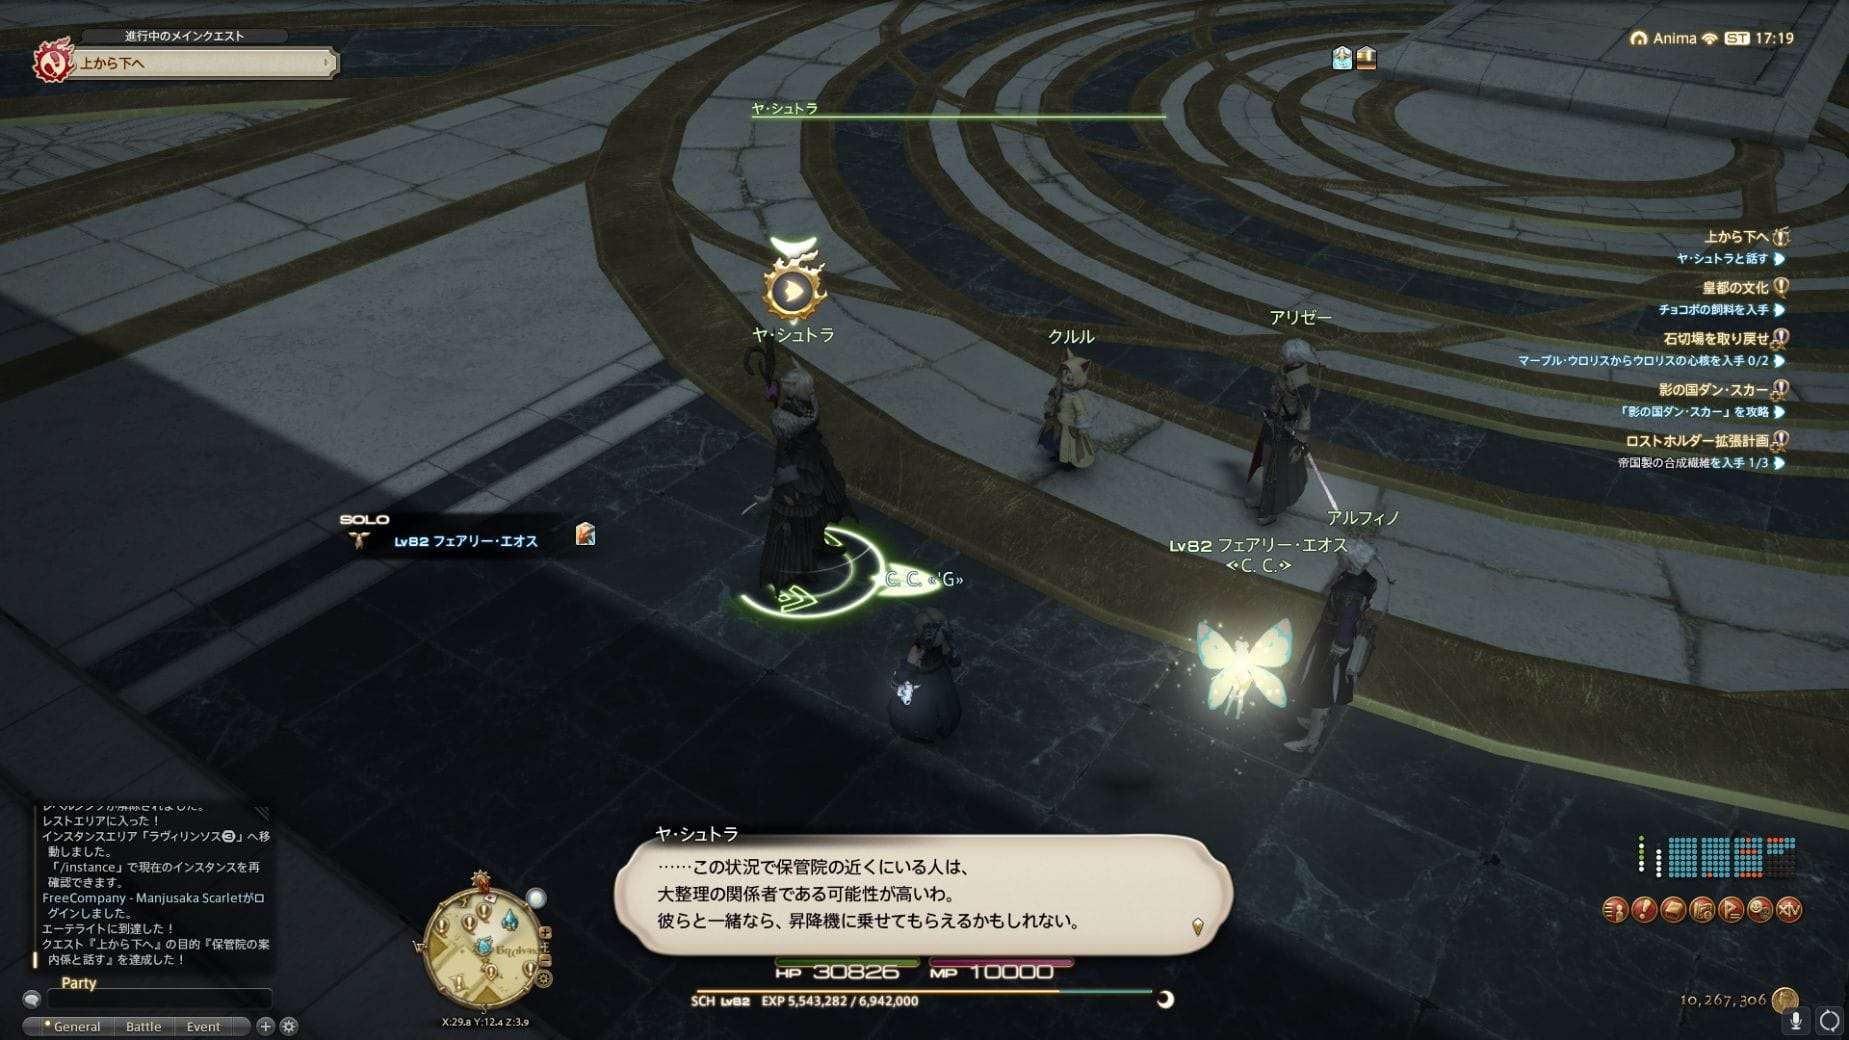 進行中のメインクエスト
上から下へ
Anima ST 17:19
ヤ・シュトラ
上から下へ
ヤ・シュトラと話す
皇都の文化
チョコボの飼料を入手
石切場を取り戻せ
マーブル・ウロリスからウロリスの心核を入手 0/2
影の国ダン・スカー
「影の国ダン・スカー」を攻略
ロストホルダー拡張計画
帝国製の合成繊維を入手 1/3
ヤ・シュトラ
クルル
アリゼー
アルフィノ
SOLO
Lv82 フェアリー・エオス
Lv82 フェアリー・エオス
«C. C.»
C. C. «'G»
レストエリアに入った！
インスタンスエリア「ラヴィリンソス3」へ移
動しました。
「/instance」で現在のインスタンスを再
確認できます。
FreeCompany - Manjusaka Scarletがロ
グインしました。
エーテライトに到達した！
クエスト『上から下へ』の目的『保管院の案
内係と話す』を達成した！
Party
General Battle Event
X:29.8 Y:12.4 Z:3.9
ヤ・シュトラ
……この状況で保管院の近くにいる人は、
大整理の関係者である可能性が高いわ。
彼らと一緒なら、昇降機に乗せてもらえるかもしれない。
HP 30826 MP 10000
SCH Lv82 EXP 5,543,282 / 6,942,000
XIV
10,267,306